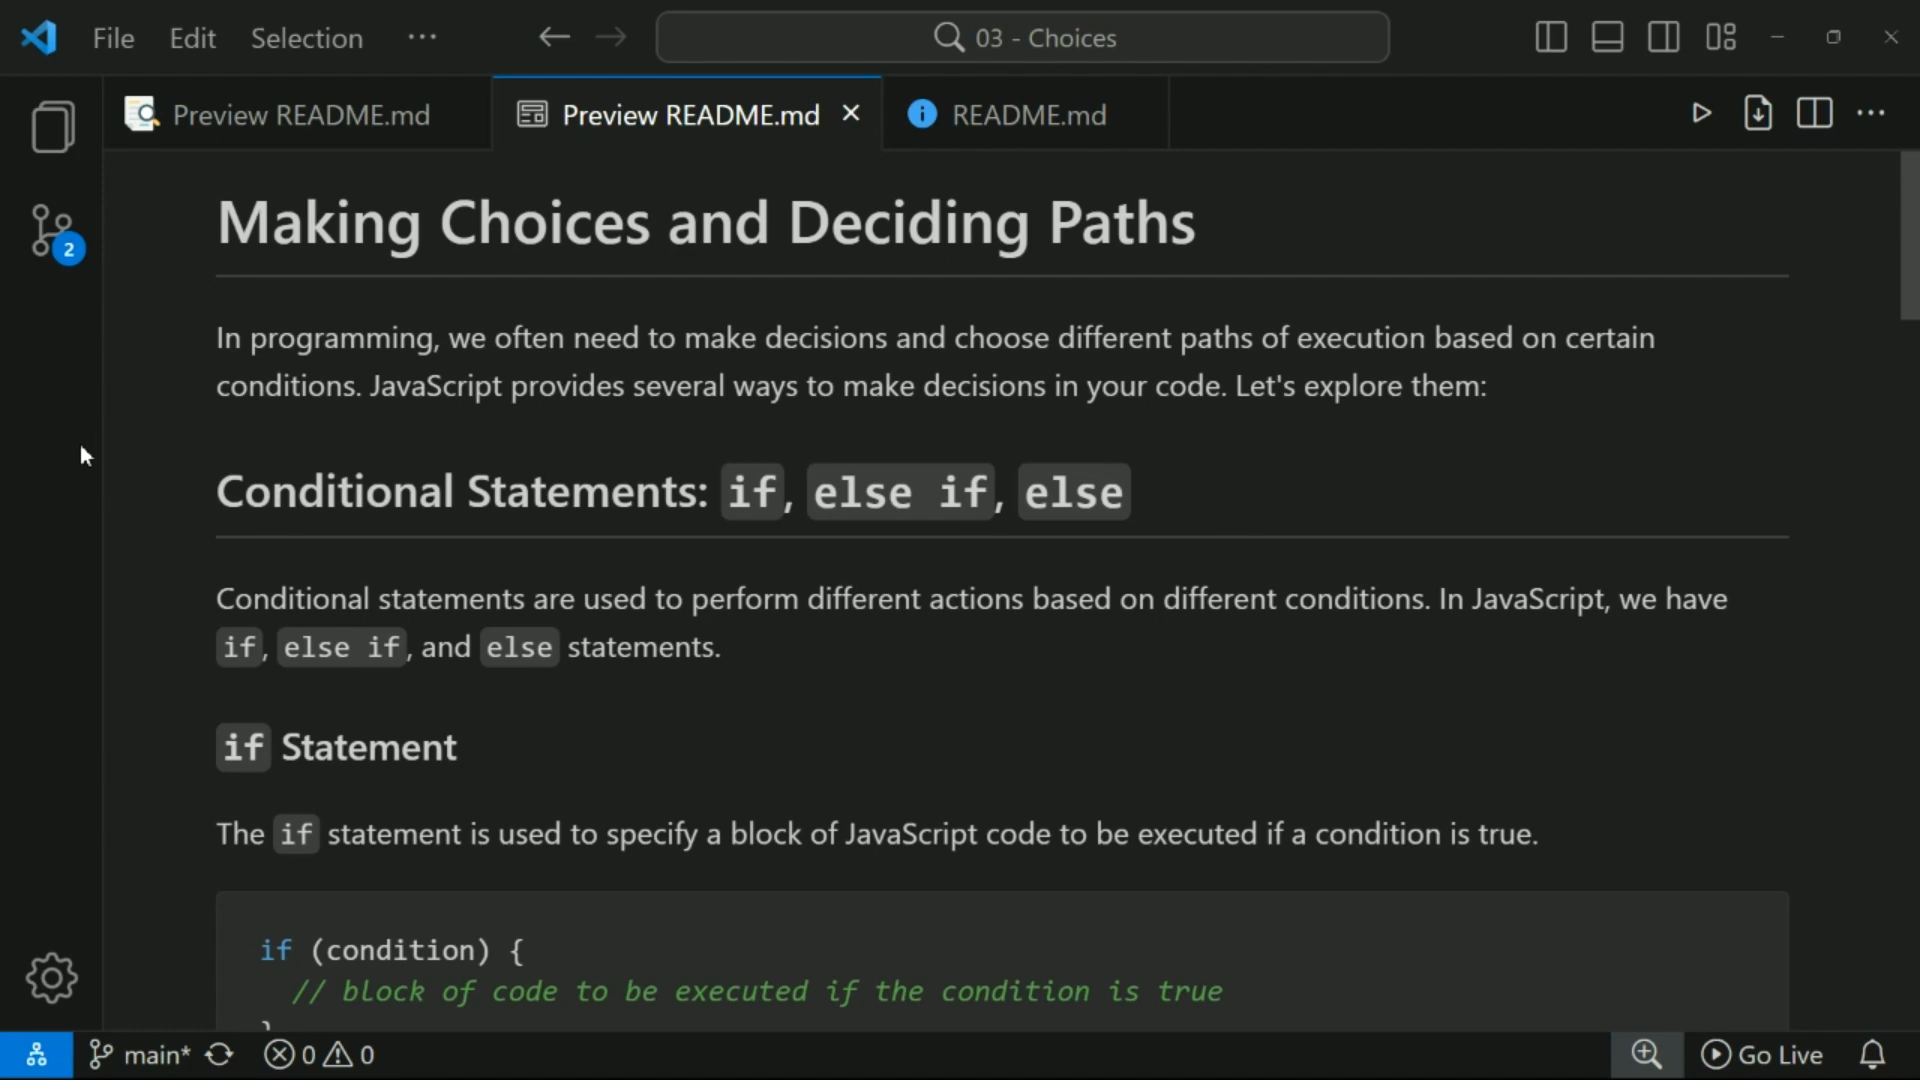 File Edit Selection ··· 03 - Choices
Preview README.md Preview README.md README.md
2
Making Choices and Deciding Paths
In programming, we often need to make decisions and choose different paths of execution based on certain
conditions. JavaScript provides several ways to make decisions in your code. Let's explore them:
Conditional Statements: if, else if, else
Conditional statements are used to perform different actions based on different conditions. In JavaScript, we have
if, else if, and else statements.
if Statement
The if statement is used to specify a block of JavaScript code to be executed if a condition is true.
if (condition) {
// block of code to be executed if the condition is true
}
main* 0 0 Go Live